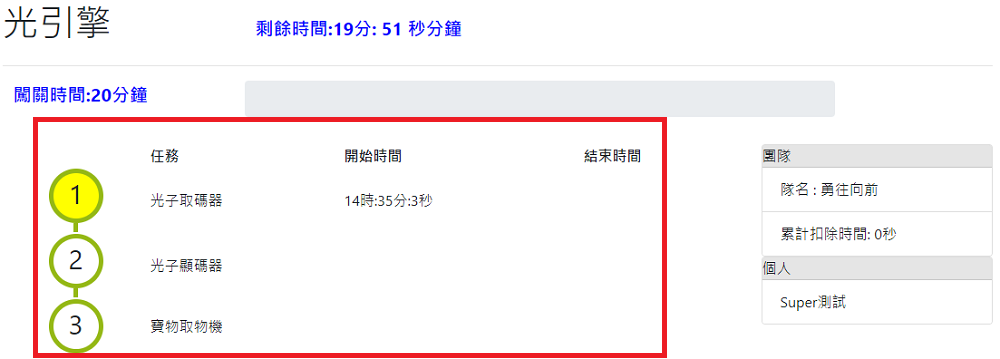 光引擎
剩餘時間:19分: 51 秒分鐘
闖關時間:20分鐘
任務 開始時間 結束時間
1 光子取碼器 14時:35分:3秒
2 光子顯碼器
3 寶物取物機
團隊
隊名 : 勇往向前
累計扣除時間: 0秒
個人
Super測試